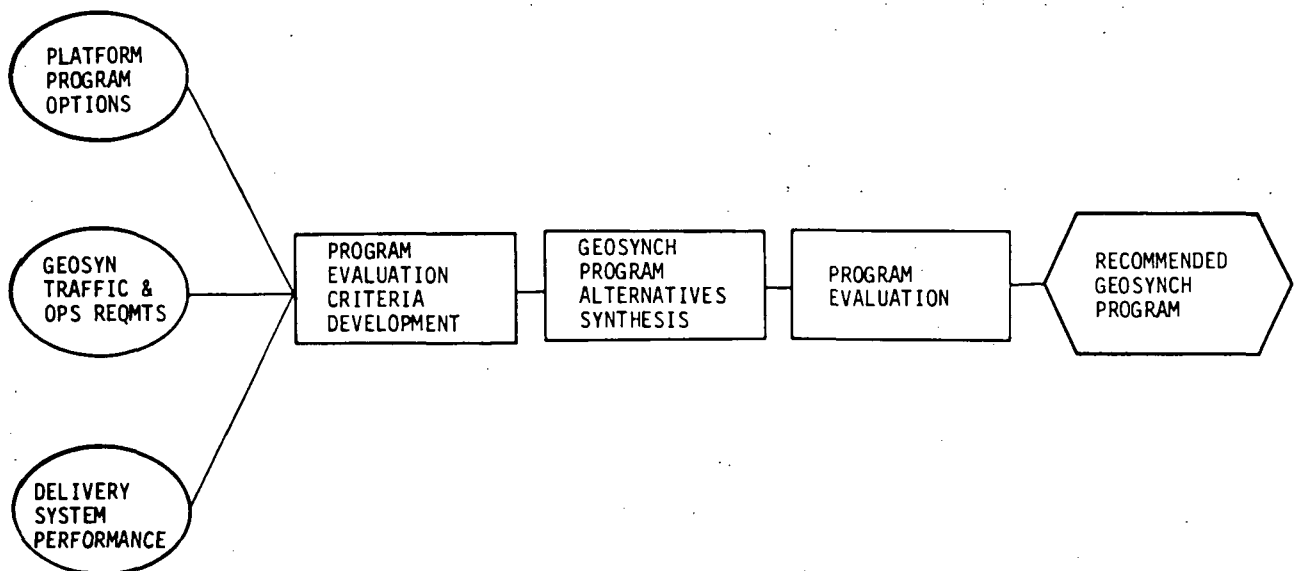 PLATFORM
PROGRAM
OPTIONS
GEOSYN
TRAFFIC &
OPS REQMTS
DELIVERY
SYSTEM
PERFORMANCE
PROGRAM
EVALUATION
CRITERIA
DEVELOPMENT
GEOSYNCH
PROGRAM
ALTERNATIVES
SYNTHESIS
PROGRAM
EVALUATION
RECOMMENDED
GEOSYNCH
PROGRAM